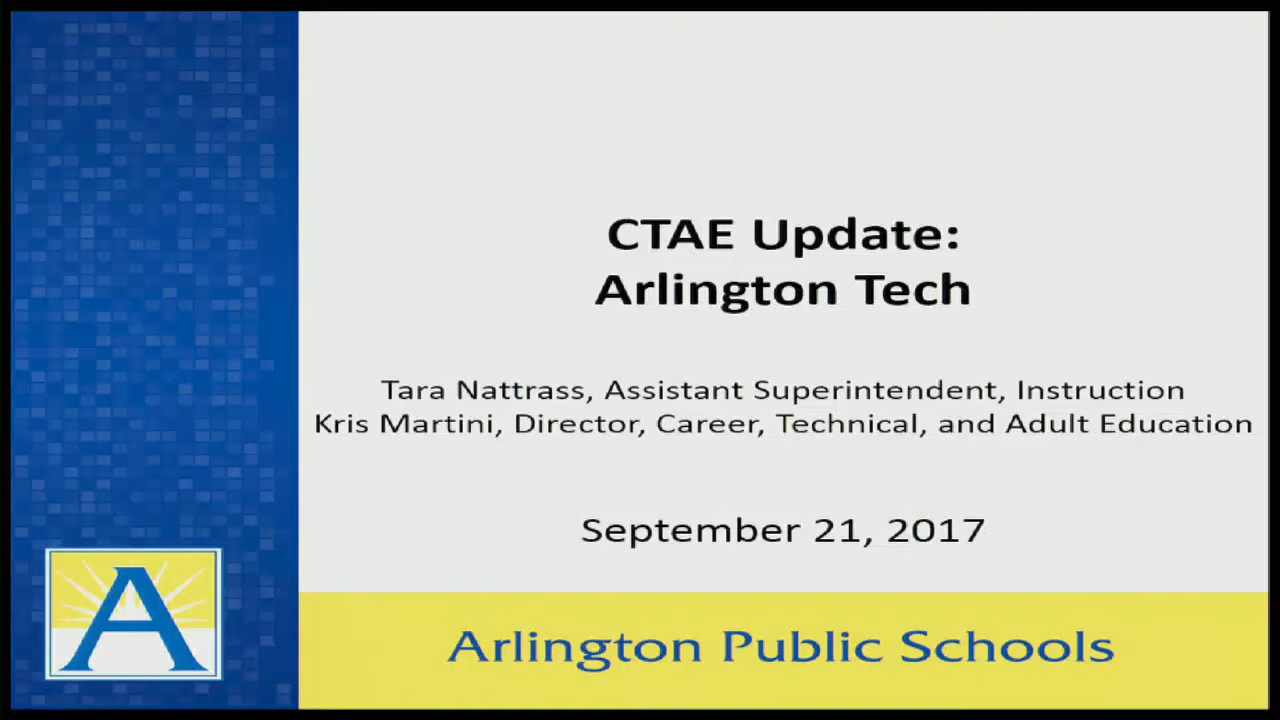 CTAE Update:
Arlington Tech
Tara Nattrass, Assistant Superintendent, Instruction
Kris Martini, Director, Career, Technical, and Adult Education
September 21, 2017
A
Arlington Public Schools